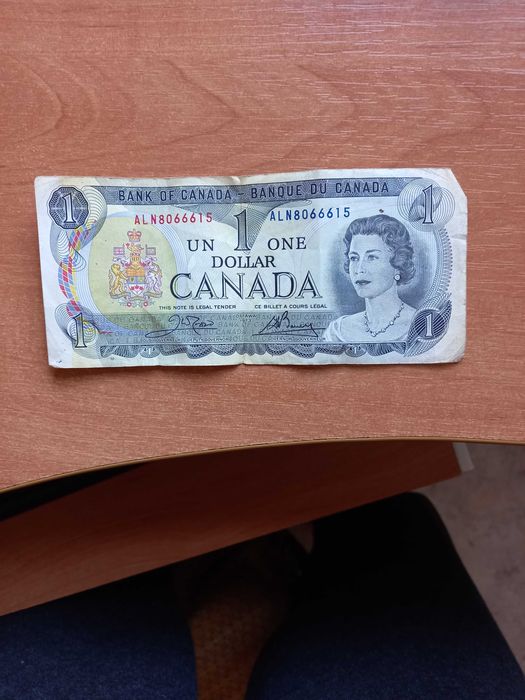 BANK OF CANADA – BANQUE DU CANADA
1 ALN8066615 1 ALN8066615 1
UN ONE
DOLLAR
CANADA
THIS NOTE IS LEGAL TENDER CE BILLET A COURS LÉGAL
1 1